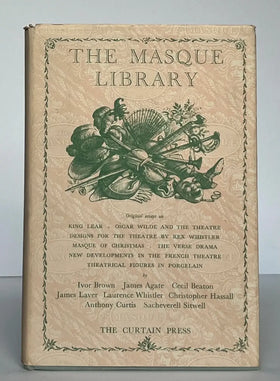 THE MASQUE
LIBRARY
Original essays on
KING LEAR - OSCAR WILDE AND THE THEATRE
DESIGNS FOR THE THEATRE BY REX WHISTLER
MASQUE OF CHRISTMAS - THE VERSE DRAMA
NEW DEVELOPMENTS IN THE FRENCH THEATRE
THEATRICAL FIGURES IN PORCELAIN
by
Ivor Brown James Agate Cecil Beaton
James Laver Laurence Whistler Christopher Hassall
Anthony Curtis Sacheverell Sitwell
THE CURTAIN PRESS